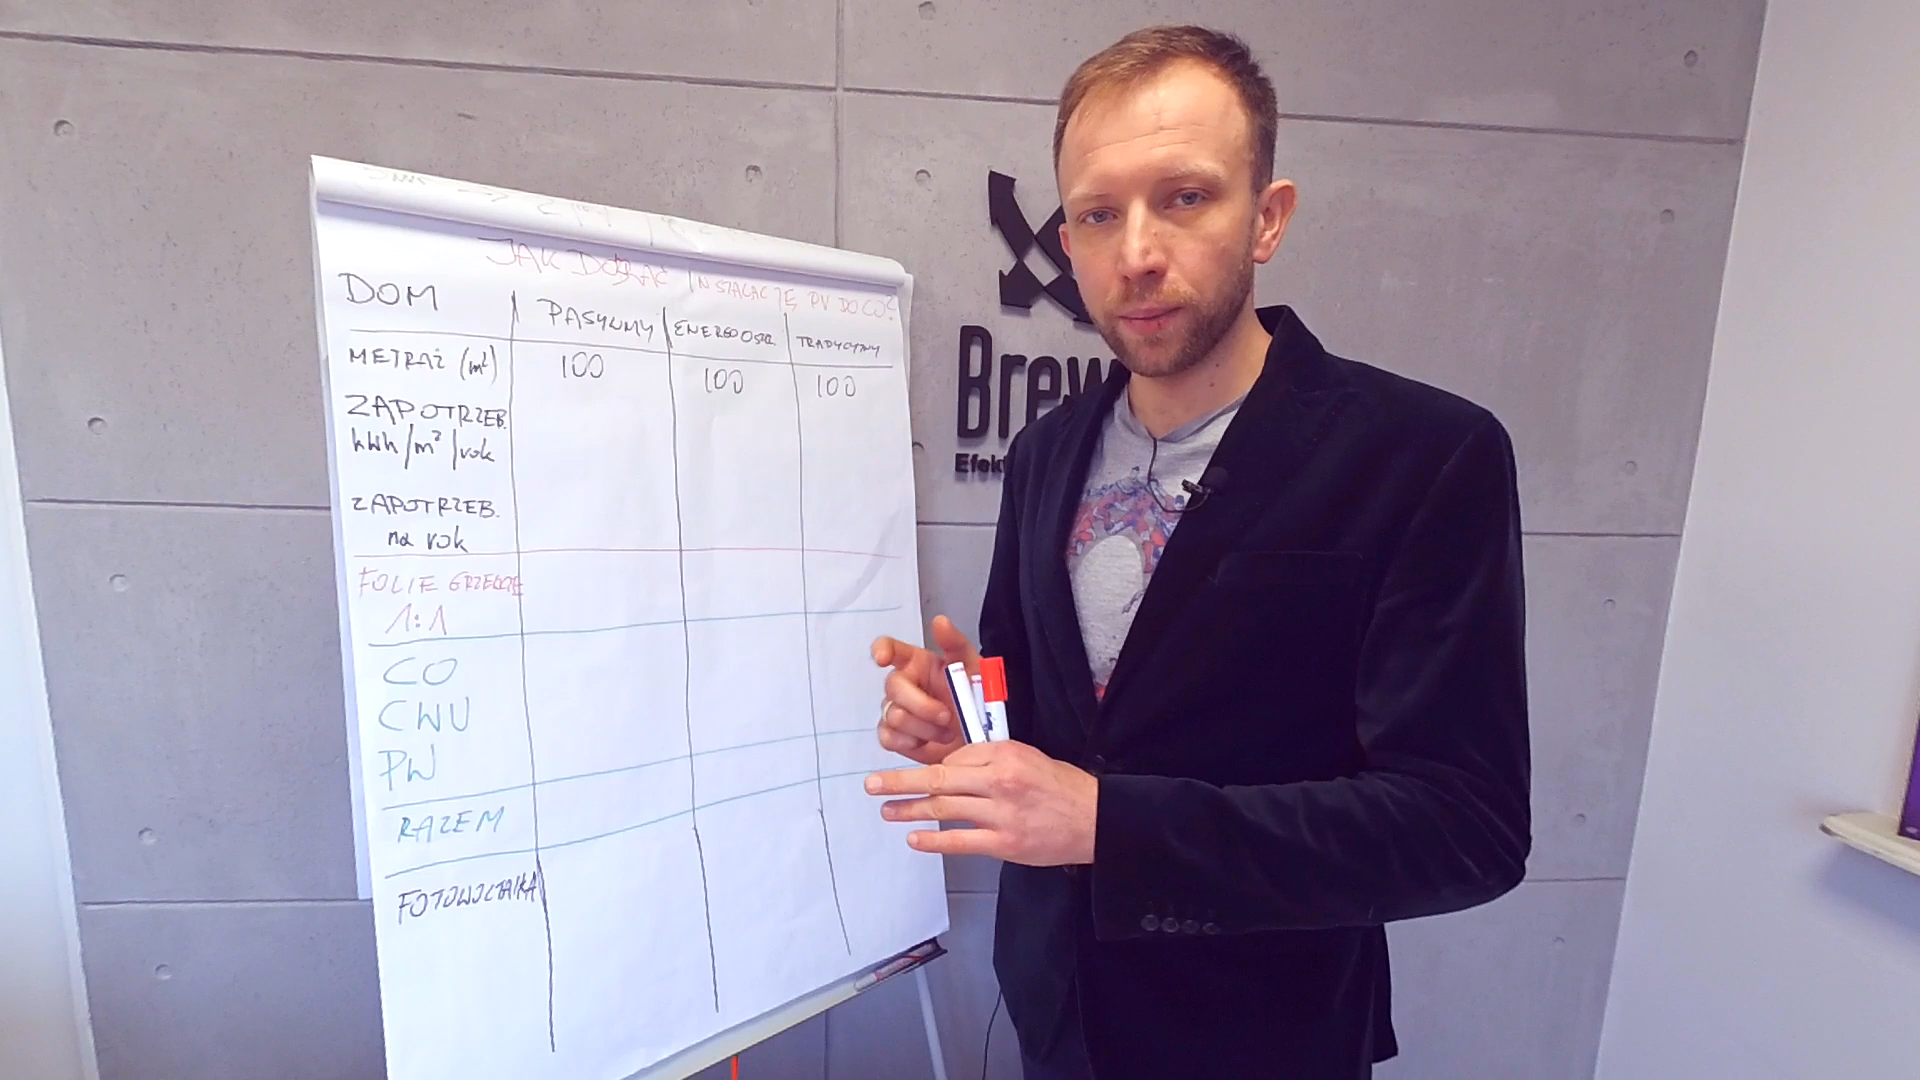 JAK DOBRAĆ INSTALACJĘ PV DO CO?
DOM PASYWNY ENERGOOSZ. TRADYCYJNY
METRAŻ (m²) 100 100 100
ZAPOTRZEB.
kWh/m²/rok
ZAPOTRZEB.
na rok
FOLIE GRZEWCZE
1:1
CO
CWU
PW
RAZEM
FOTOWOLTAIKA
Brew
Efekt